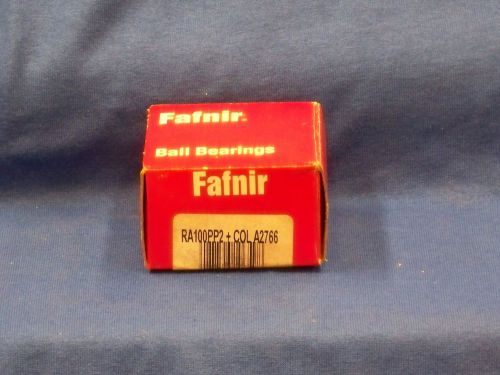 Fafnir
Ball Bearings
Fafnir
RA100PP2 + COL A2766